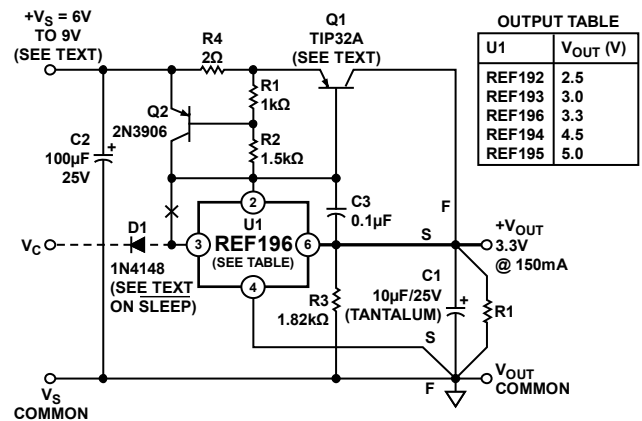 +VS = 6V
TO 9V
(SEE TEXT)
R4
2Ω
Q1
TIP32A
(SEE TEXT)
OUTPUT TABLE
U1 VOUT (V)
REF192 2.5
REF193 3.0
REF196 3.3
REF194 4.5
REF195 5.0
R1
1kΩ
Q2
2N3906
R2
1.5kΩ
C2
100µF
25V
+
2
U1
REF196
(SEE TABLE)
3
6
4
C3
0.1µF
F
S
+VOUT
3.3V
@ 150mA
VC
D1
1N4148
(SEE TEXT
ON SLEEP)
R3
1.82kΩ
C1
10µF/25V
(TANTALUM)
+
R1
S
F
VS
COMMON
VOUT
COMMON